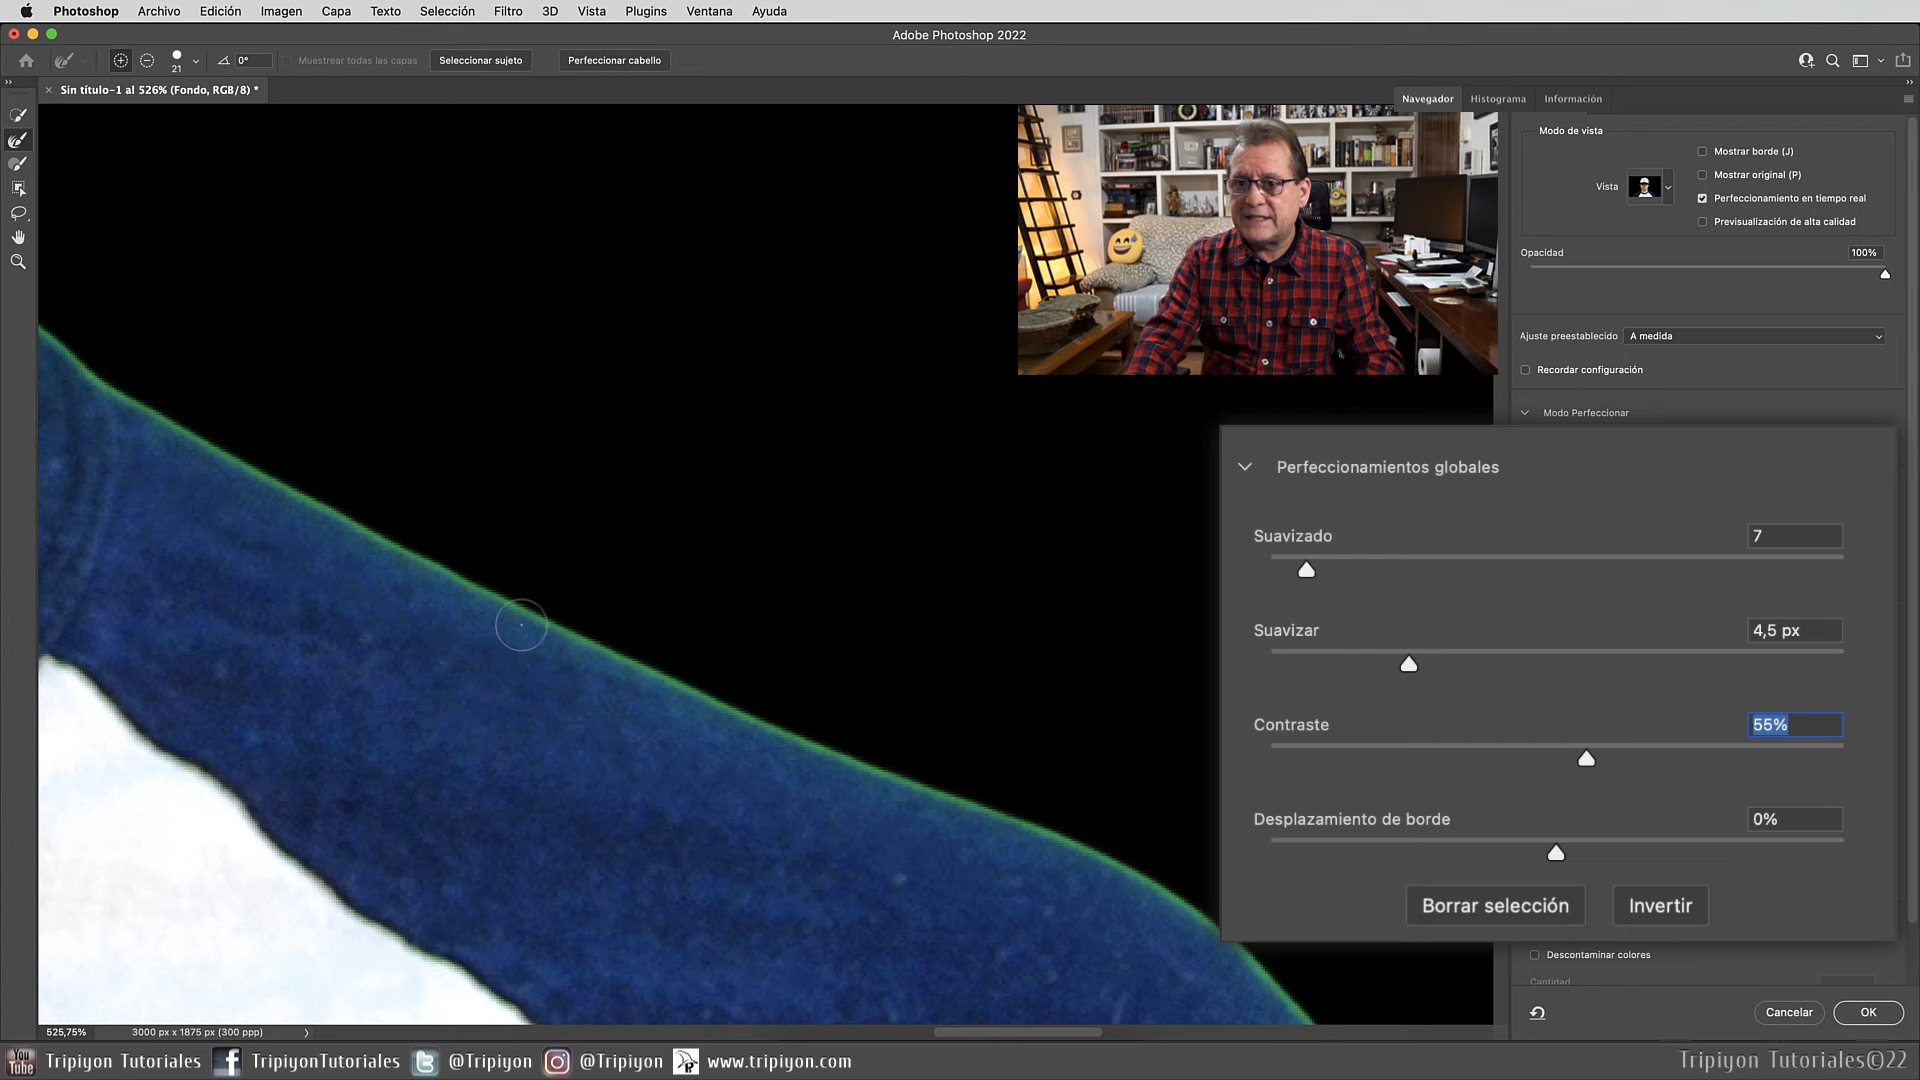 Photoshop Archivo Edición Imagen Capa Texto Selección Filtro 3D Vista Plugins Ventana Ayuda
Adobe Photoshop 2022
21 0° Muestrear todas las capas Seleccionar sujeto Perfeccionar cabello
Sin título-1 al 526% (Fondo, RGB/8) *
Navegador Histograma Información
Modo de vista
Mostrar borde (J)
Mostrar original (P)
Vista
Perfeccionamiento en tiempo real
Previsualización de alta calidad
Opacidad 100%
Ajuste preestablecido A medida
Recordar configuración
Modo Perfeccionar
Perfeccionamientos globales
Suavizado 7
Suavizar 4,5 px
Contraste 55%
Desplazamiento de borde 0%
Borrar selección Invertir
Descontaminar colores
Cantidad
Cancelar OK
525,75% 3000 px x 1875 px (300 ppp)
You Tube Tripiyon Tutoriales TripiyonTutoriales @Tripiyon @Tripiyon www.tripiyon.com
Tripiyon Tutoriales©22